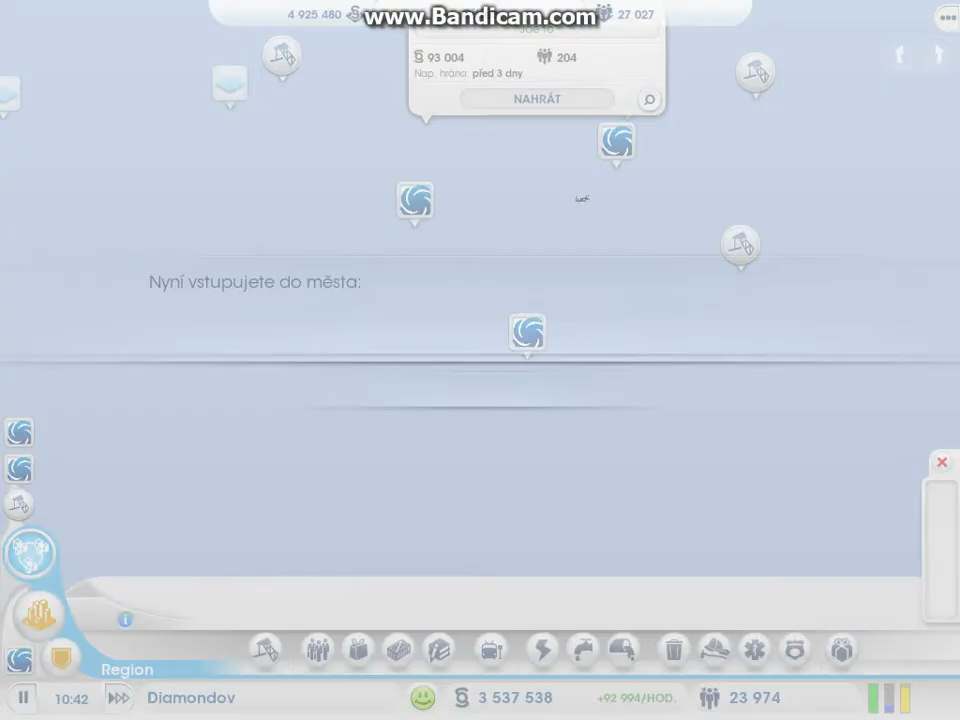 4 925 480
www.Bandicam.com
27 027
93 004
204
Nap. hráno: před 3 dny
NAHRÁT
Nyní vstupujete do města:
Region
10:42
Diamondov
3 537 538
+92 994/HOD.
23 974